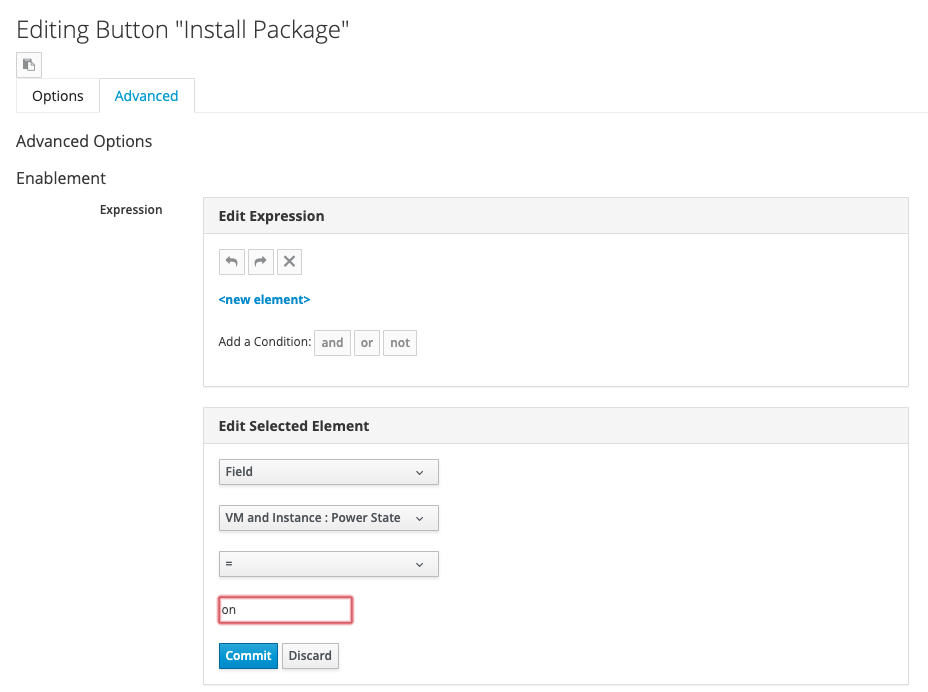 Editing Button "Install Package"
Options Advanced
Advanced Options
Enablement
Expression
Edit Expression
<new element>
Add a Condition: and or not
Edit Selected Element
Field
VM and Instance : Power State
=
on
Commit Discard